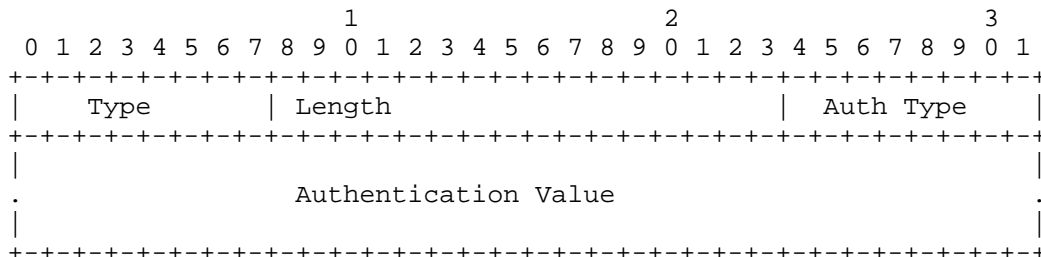 1                   2                   3
 0 1 2 3 4 5 6 7 8 9 0 1 2 3 4 5 6 7 8 9 0 1 2 3 4 5 6 7 8 9 0 1
+-+-+-+-+-+-+-+-+-+-+-+-+-+-+-+-+-+-+-+-+-+-+-+-+-+-+-+-+-+-+-+-+
|    Type       | Length                        |  Auth Type    |
+-+-+-+-+-+-+-+-+-+-+-+-+-+-+-+-+-+-+-+-+-+-+-+-+-+-+-+-+-+-+-+-+
|                                                               |
.                 Authentication Value                          .
|                                                               |
+-+-+-+-+-+-+-+-+-+-+-+-+-+-+-+-+-+-+-+-+-+-+-+-+-+-+-+-+-+-+-+-+